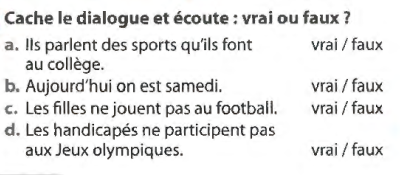 Cache le dialogue et écoute : vrai ou faux ?
a. Ils parlent des sports qu'ils font vrai / faux
au collège.
b. Aujourd'hui on est samedi. vrai / faux
c. Les filles ne jouent pas au football. vrai / faux
d. Les handicapés ne participent pas
aux Jeux olympiques. vrai / faux